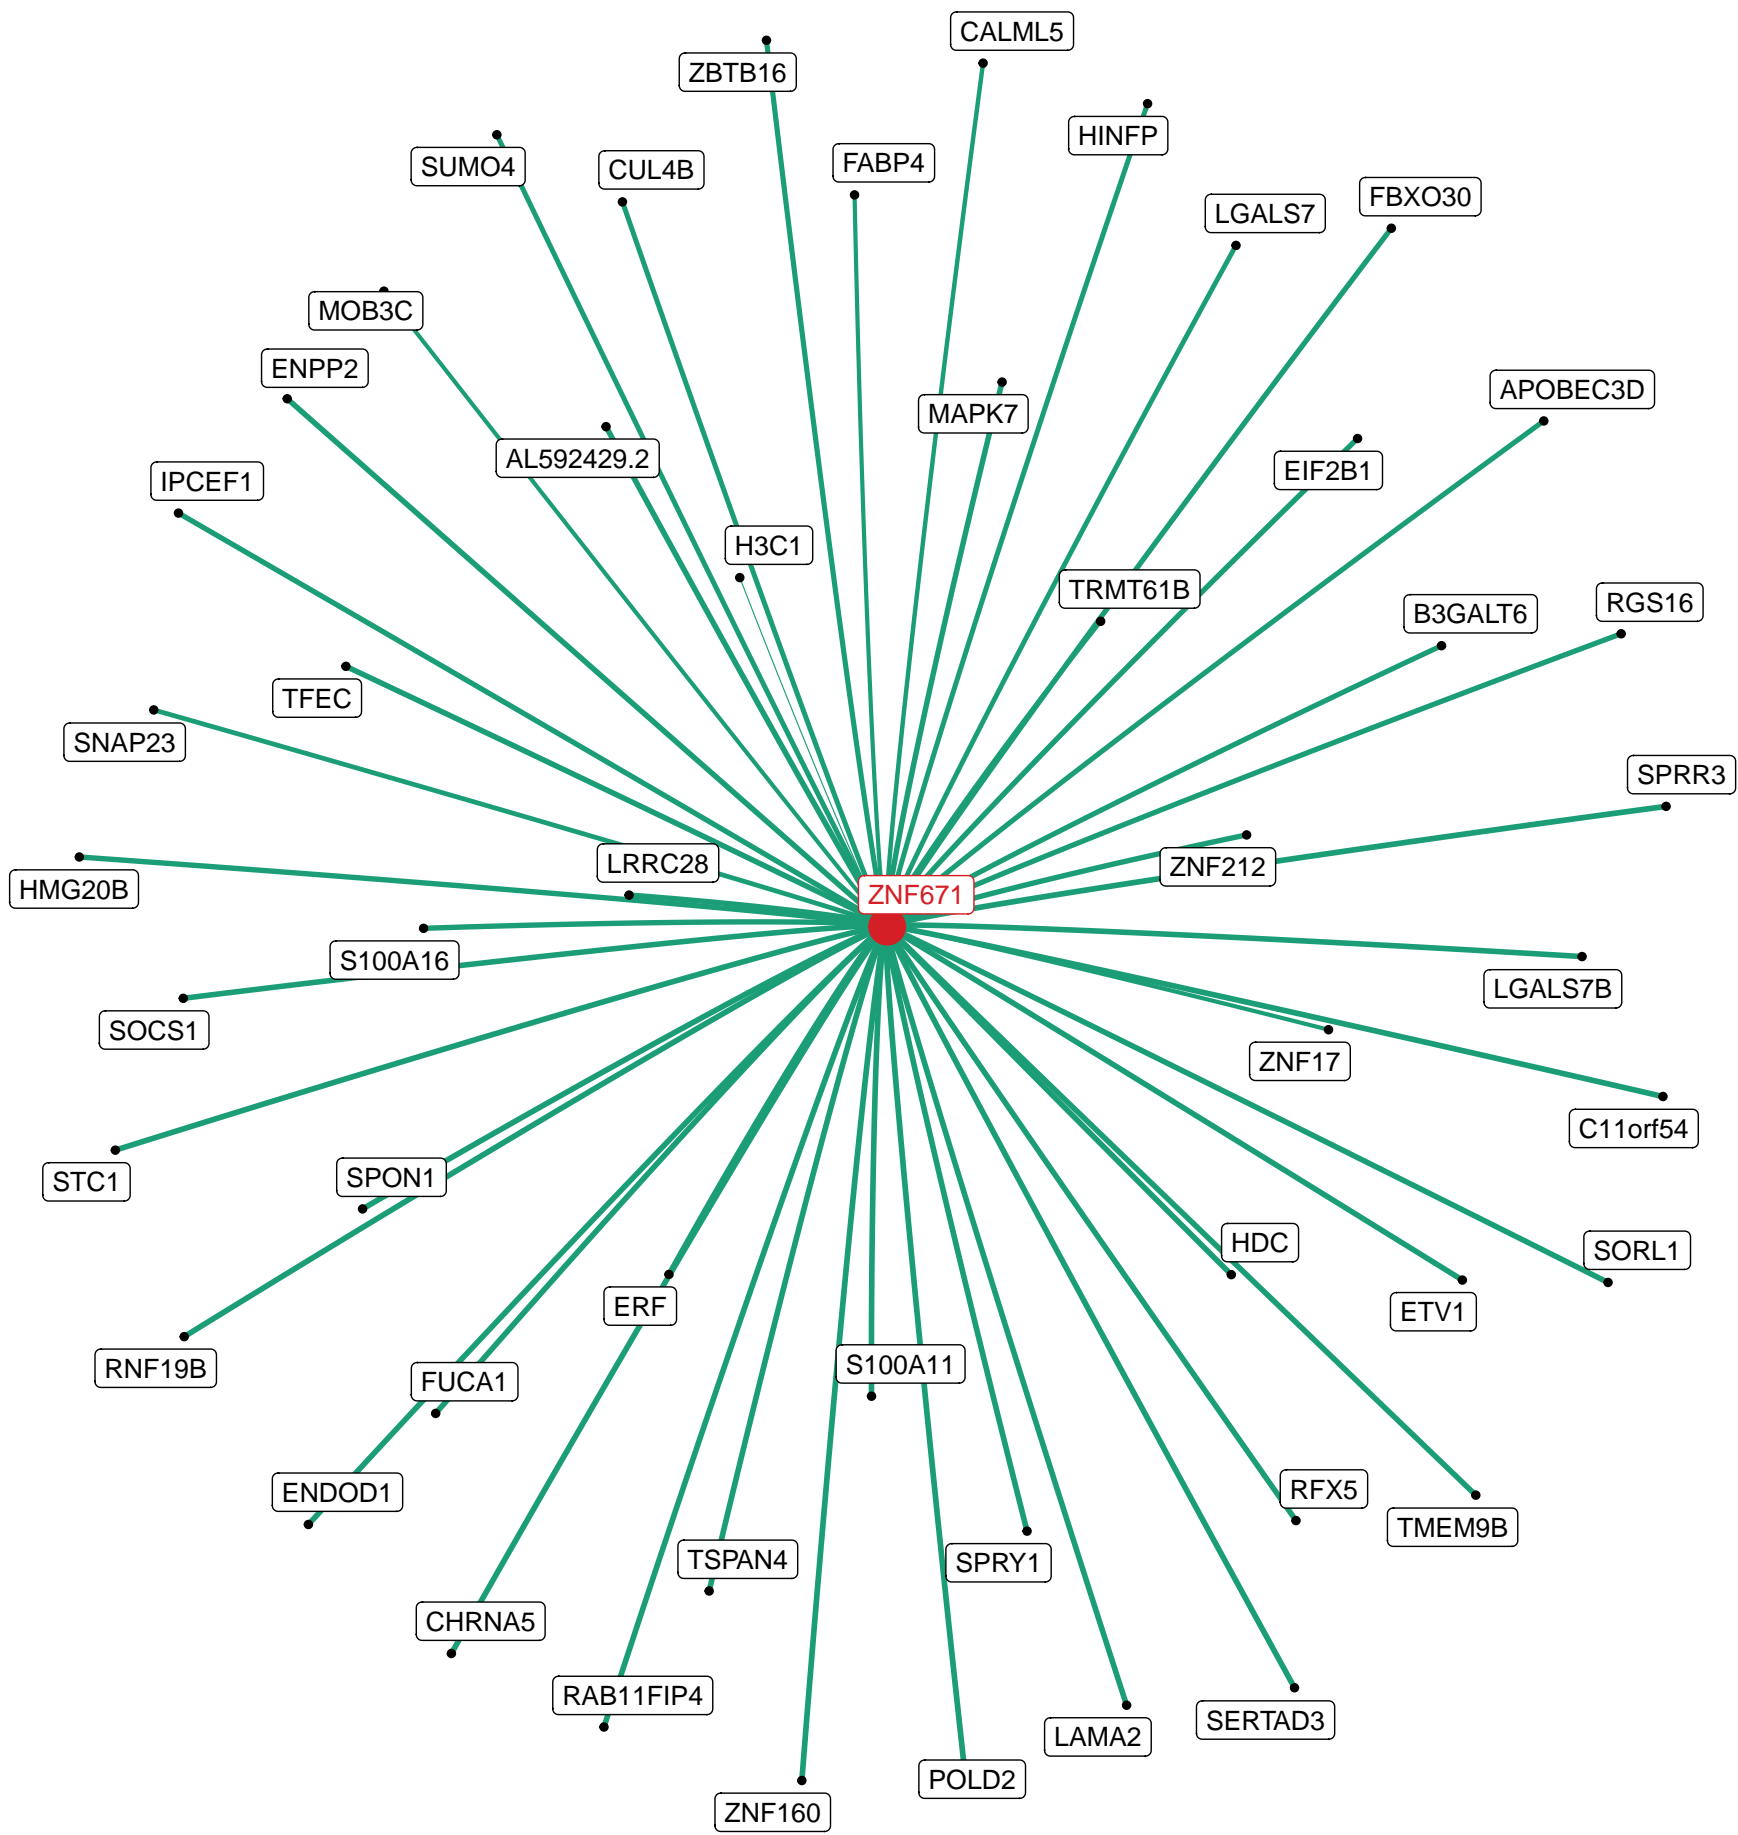 CALML5
ZBTB16
HINFP
FABP4
SUMO4
CUL4B
FBXO30
LGALS7
MOB3C
ENPP2
APOBEC3D
MAPK7
AL592429.2
EIF2B1
IPCEF1
H3C1
TRMT61B
RGS16
B3GALT6
TFEC
SNAP23
SPRR3
LRRC28
ZNF212
HMG20B
ZNF671
S100A16
LGALS7B
SOCS1
ZNF17
C11orf54
SPON1
STC1
HDC
SORL1
ERF
ETV1
S100A11
RNF19B
FUCA1
RFX5
ENDOD1
TMEM9B
TSPAN4
SPRY1
CHRNA5
RAB11FIP4
SERTAD3
LAMA2
POLD2
ZNF160